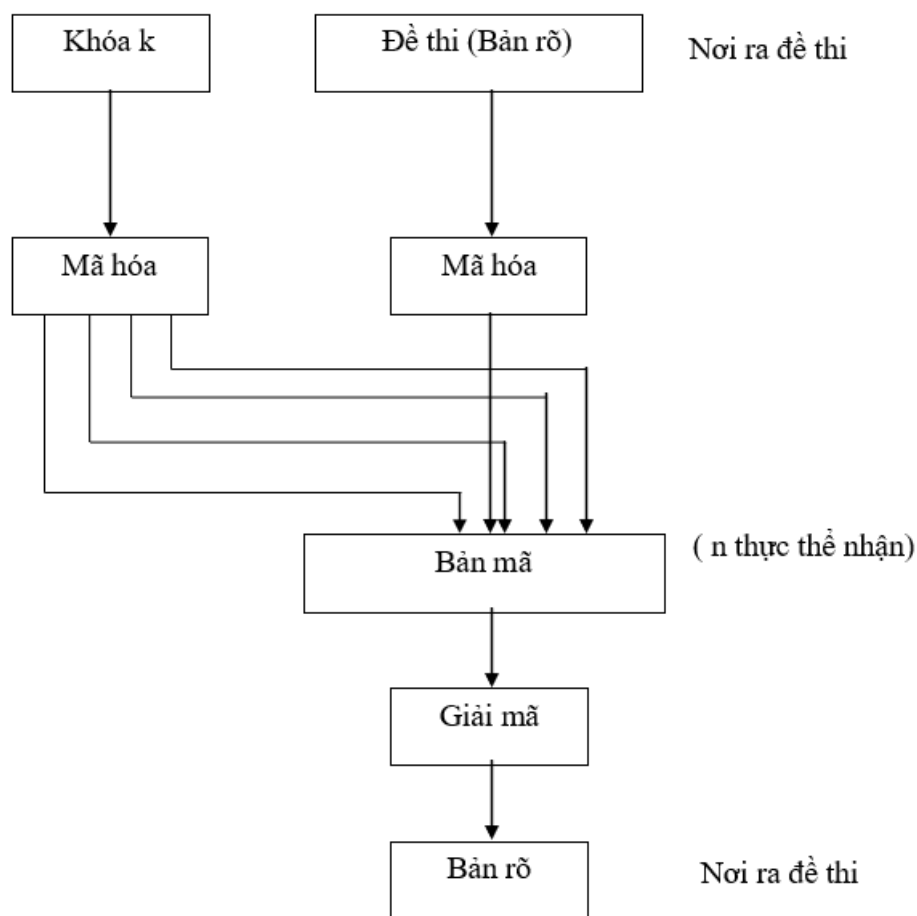 Khóa k
Đề thi (Bản rõ)
Nơi ra đề thi
Mã hóa
Mã hóa
( n thực thể nhận)
Bản mã
Giải mã
Bản rõ
Nơi ra đề thi